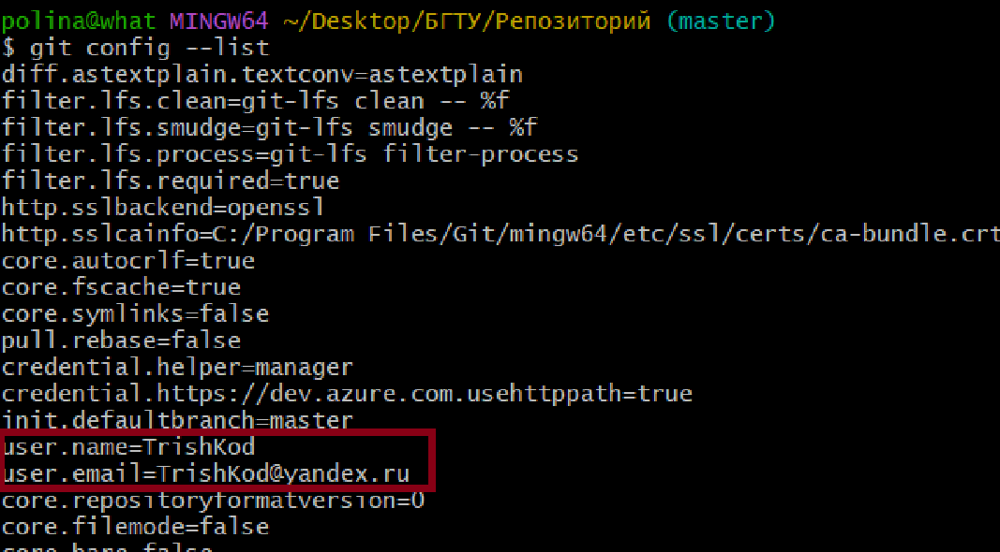 polina@what MINGW64 ~/Desktop/БГТУ/Репозиторий (master)
$ git config --list
diff.astextplain.textconv=astextplain
filter.lfs.clean=git-lfs clean -- %f
filter.lfs.smudge=git-lfs smudge -- %f
filter.lfs.process=git-lfs filter-process
filter.lfs.required=true
http.sslbackend=openssl
http.sslcainfo=C:/Program Files/Git/mingw64/etc/ssl/certs/ca-bundle.crt
core.autocrlf=true
core.fscache=true
core.symlinks=false
pull.rebase=false
credential.helper=manager
credential.https://dev.azure.com.usehttppath=true
init.defaultbranch=master
user.name=TrishKod
user.email=TrishKod@yandex.ru
core.repositoryformatversion=0
core.filemode=false
core.bare=false